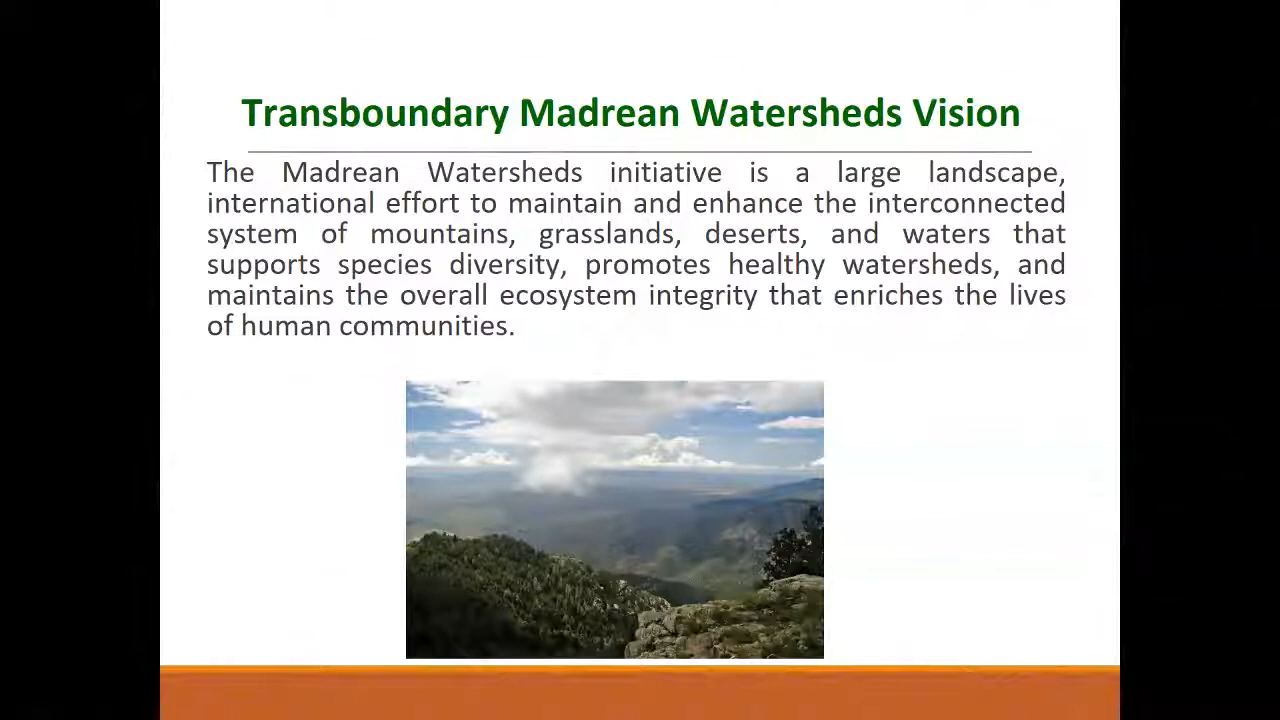 Transboundary Madrean Watersheds Vision
The Madrean Watersheds initiative is a large landscape,
international effort to maintain and enhance the interconnected
system of mountains, grasslands, deserts, and waters that
supports species diversity, promotes healthy watersheds, and
maintains the overall ecosystem integrity that enriches the lives
of human communities.